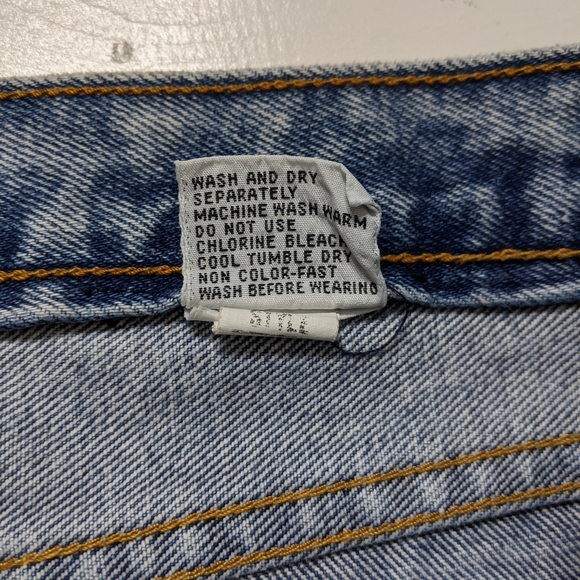 WASH AND DRY
SEPARATELY
MACHINE WASH WARM
DO NOT USE
CHLORINE BLEACH
COOL TUMBLE DRY
NON COLOR-FAST
WASH BEFORE WEARING